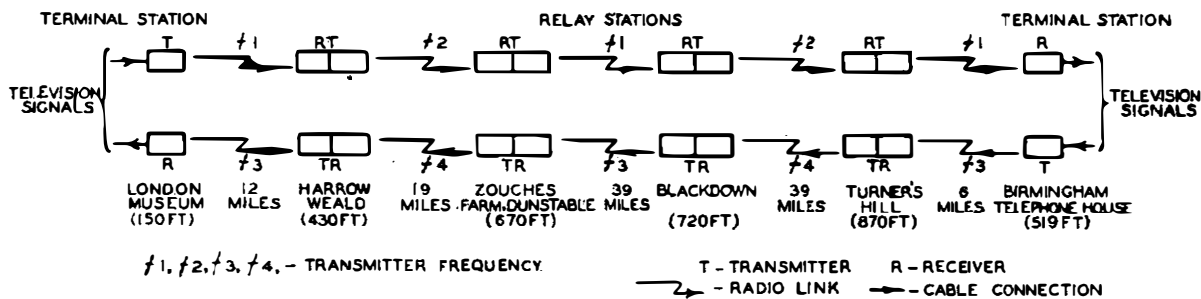 TERMINAL STATION RELAY STATIONS TERMINAL STATION
T f1 RT f2 RT f1 RT f2 RT f1 R
TELEVISION SIGNALS
TELEVISION SIGNALS
R f3 TR f4 TR f3 TR f4 TR f3 T
LONDON 12 HARROW 19 ZOUCHES 39 BLACKDOWN 39 TURNER'S 6 BIRMINGHAM
MUSEUM MILES WEALD MILES FARM.DUNSTABLE MILES MILES HILL MILES TELEPHONE HOUSE
(150FT) (430FT) (670FT) (720FT) (870FT) (519FT)
f1, f2, f3, f4, – TRANSMITTER FREQUENCY.
T – TRANSMITTER R – RECEIVER
– RADIO LINK – CABLE CONNECTION